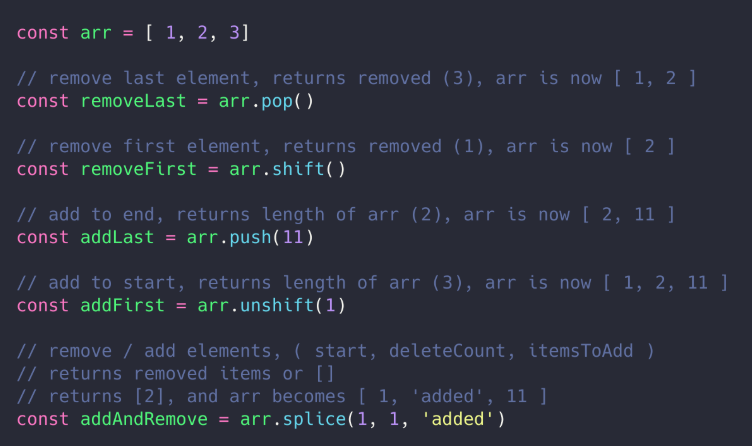 const arr = [ 1, 2, 3]
// remove last element, returns removed (3), arr is now [ 1, 2 ]
const removeLast = arr.pop()
// remove first element, returns removed (1), arr is now [ 2 ]
const removeFirst = arr.shift()
// add to end, returns length of arr (2), arr is now [ 2, 11 ]
const addLast = arr.push(11)
// add to start, returns length of arr (3), arr is now [ 1, 2, 11 ]
const addFirst = arr.unshift(1)
// remove / add elements, ( start, deleteCount, itemsToAdd )
// returns removed items or []
// returns [2], and arr becomes [ 1, 'added', 11 ]
const addAndRemove = arr.splice(1, 1, 'added')